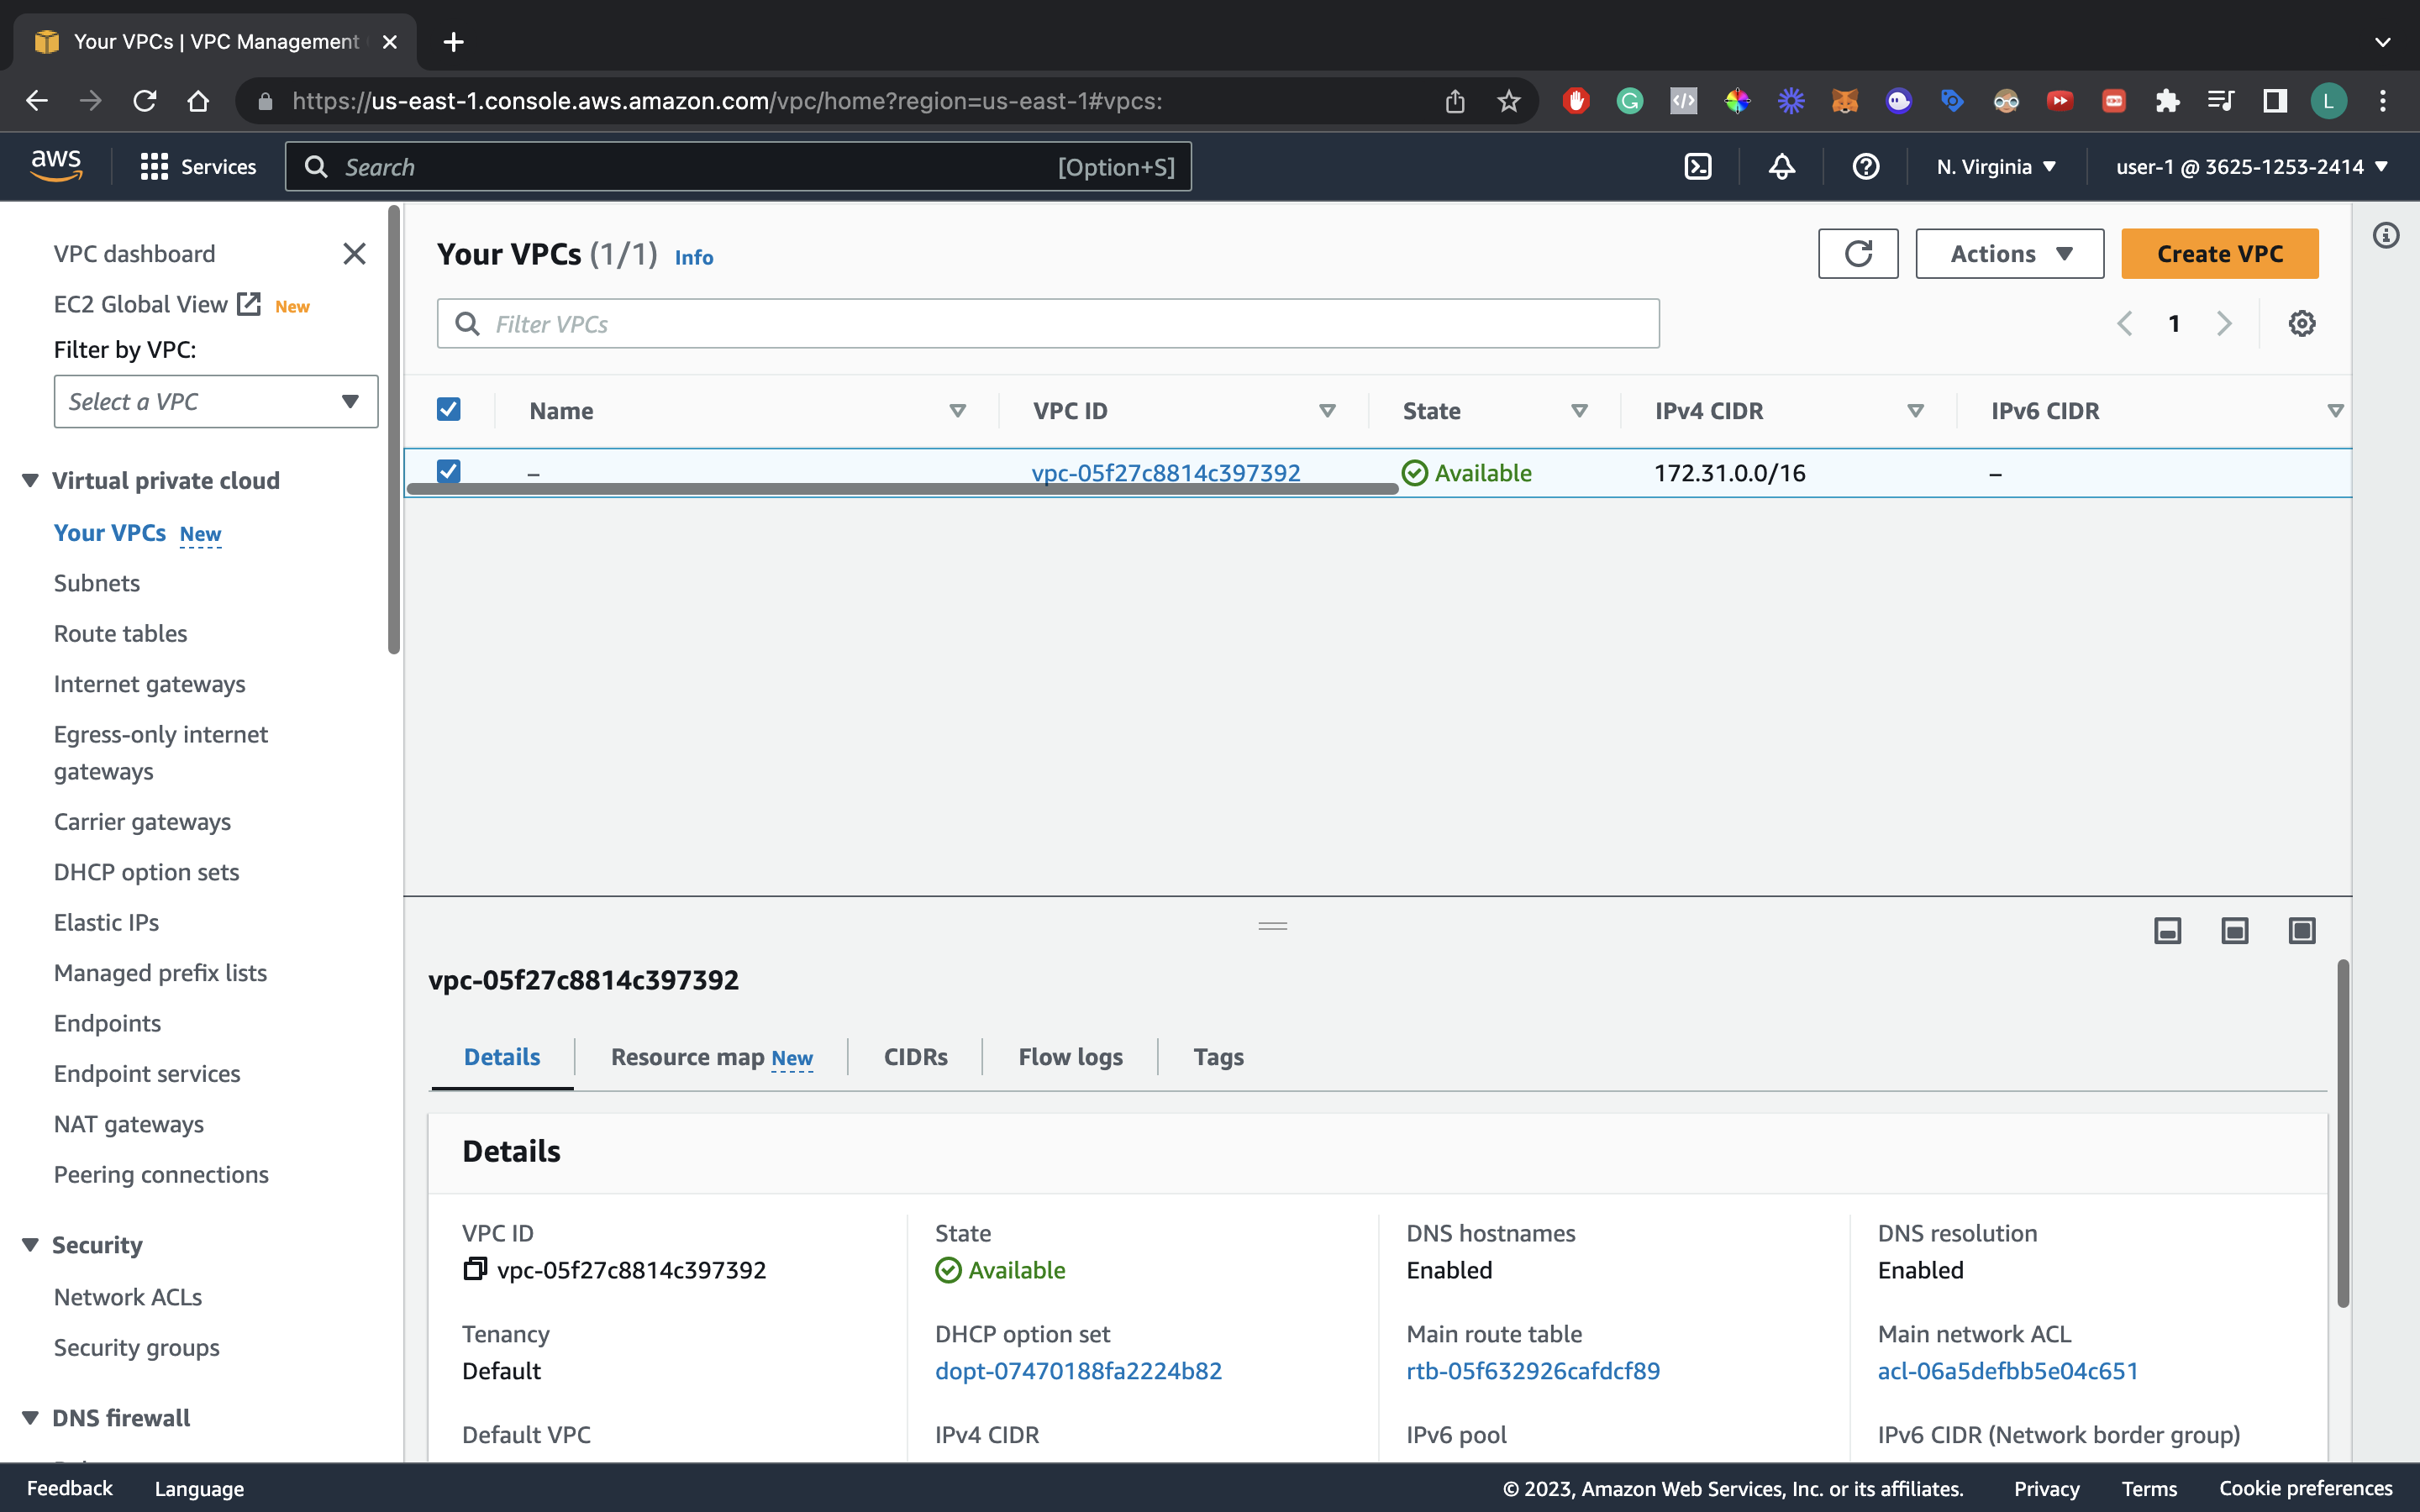 Your VPCs | VPC Management
https://us-east-1.console.aws.amazon.com/vpc/home?region=us-east-1#vpcs:
L
aws
Services
Search
[Option+S]
N. Virginia
user-1 @ 3625-1253-2414
VPC dashboard
EC2 Global View New
Filter by VPC:
Select a VPC
Virtual private cloud
Your VPCs New
Subnets
Route tables
Internet gateways
Egress-only internet
gateways
Carrier gateways
DHCP option sets
Elastic IPs
Managed prefix lists
Endpoints
Endpoint services
NAT gateways
Peering connections
Security
Network ACLs
Security groups
DNS firewall
Your VPCs (1/1) Info
Actions
Create VPC
Filter VPCs
1
Name VPC ID State IPv4 CIDR IPv6 CIDR
– vpc-05f27c8814c397392 Available 172.31.0.0/16 –
vpc-05f27c8814c397392
Details Resource map New CIDRs Flow logs Tags
Details
VPC ID State DNS hostnames DNS resolution
vpc-05f27c8814c397392 Available Enabled Enabled
Tenancy DHCP option set Main route table Main network ACL
Default dopt-07470188fa2224b82 rtb-05f632926cafdcf89 acl-06a5defbb5e04c651
Default VPC IPv4 CIDR IPv6 pool IPv6 CIDR (Network border group)
Feedback Language © 2023, Amazon Web Services, Inc. or its affiliates. Privacy Terms Cookie preferences